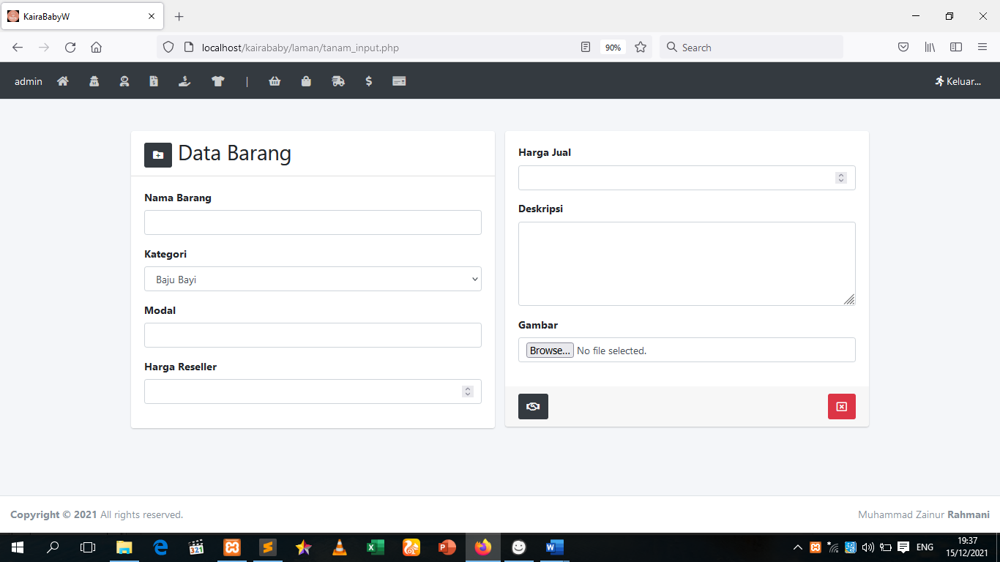 KairaBabyW
localhost/kairababy/laman/tanam_input.php
90%
Search
admin
|
Keluar...
Data Barang
Nama Barang
Kategori
Baju Bayi
Modal
Harga Reseller
Harga Jual
Deskripsi
Gambar
Browse... No file selected.
Copyright © 2021 All rights reserved.
Muhammad Zainur Rahmani
321
ENG
19:37
15/12/2021